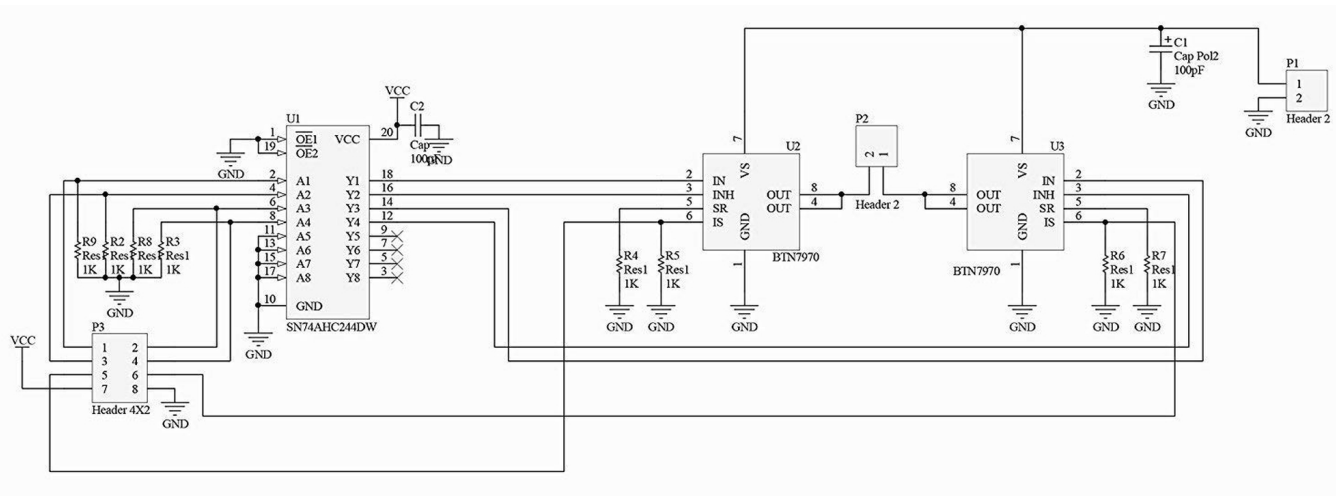 C1
Cap Pol2
100pF
GND
P1
1
2
GND
Header 2
VCC
C2
Cap
100pF
GND
U1
1 OE1 VCC 20
19 OE2
GND
2 A1 Y1 18
4 A2 Y2 16
6 A3 Y3 14
8 A4 Y4 12
11 A5 Y5 9
13 A6 Y6 7
15 A7 Y7 5
17 A8 Y8 3
10 GND
SN74AHC244DW
GND
R9
Res1
1K
R2
Res1
1K
R8
Res1
1K
R3
Res1
1K
GND
VCC
P3
1 2
3 4
5 6
7 8
Header 4X2
GND
7
U2
VS
2 IN
3 INH OUT 8
5 SR OUT 4
6 IS
GND
1
BTN7970
GND
R4
Res1
1K
GND
R5
Res1
1K
GND
P2
2 1
Header 2
7
U3
VS
IN 2
8 OUT INH 3
4 OUT SR 5
IS 6
GND
1
BTN7970
GND
R6
Res1
1K
GND
R7
Res1
1K
GND